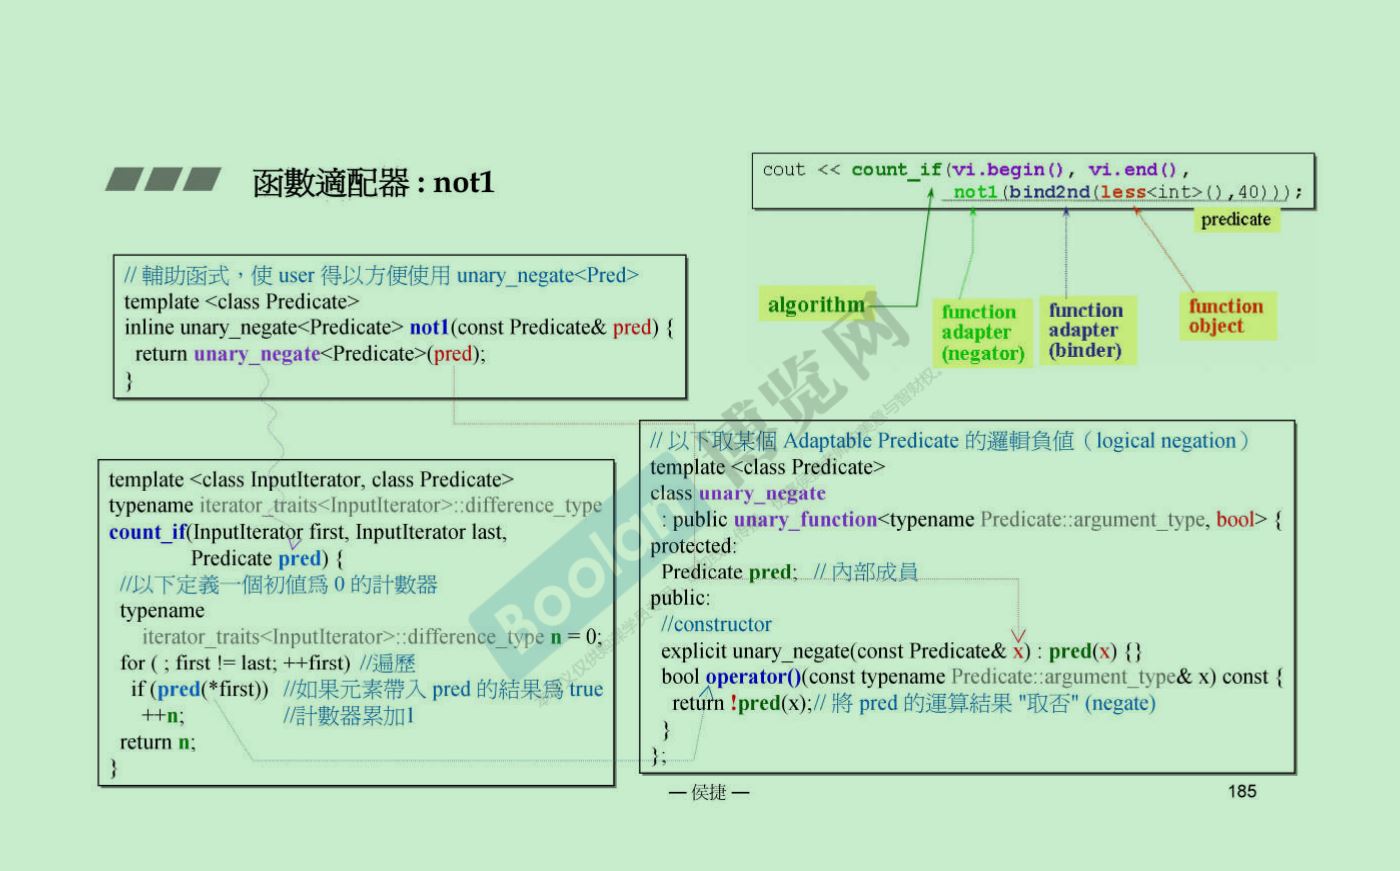 函數適配器 : not1
cout << count_if(vi.begin(), vi.end(),
not1(bind2nd(less<int>(),40)));
predicate
algorithm
function
adapter
(negator)
function
adapter
(binder)
function
object
// 輔助函式，使 user 得以方便使用 unary_negate<Pred>
template <class Predicate>
inline unary_negate<Predicate> not1(const Predicate& pred) {
return unary_negate<Predicate>(pred);
}
template <class InputIterator, class Predicate>
typename iterator_traits<InputIterator>::difference_type
count_if(InputIterator first, InputIterator last,
Predicate pred) {
//以下定義一個初值爲 0 的計數器
typename
iterator_traits<InputIterator>::difference_type n = 0;
for ( ; first != last; ++first) //遍歷
if (pred(*first)) //如果元素帶入 pred 的結果爲 true
++n; //計數器累加1
return n;
}
// 以下取某個 Adaptable Predicate 的邏輯負値（logical negation）
template <class Predicate>
class unary_negate
: public unary_function<typename Predicate::argument_type, bool> {
protected:
Predicate pred; // 內部成員
public:
//constructor
explicit unary_negate(const Predicate& x) : pred(x) {}
bool operator()(const typename Predicate::argument_type& x) const {
return !pred(x);// 將 pred 的運算結果 "取否" (negate)
}
};
Boolan 博览网
— 侯捷 —
185